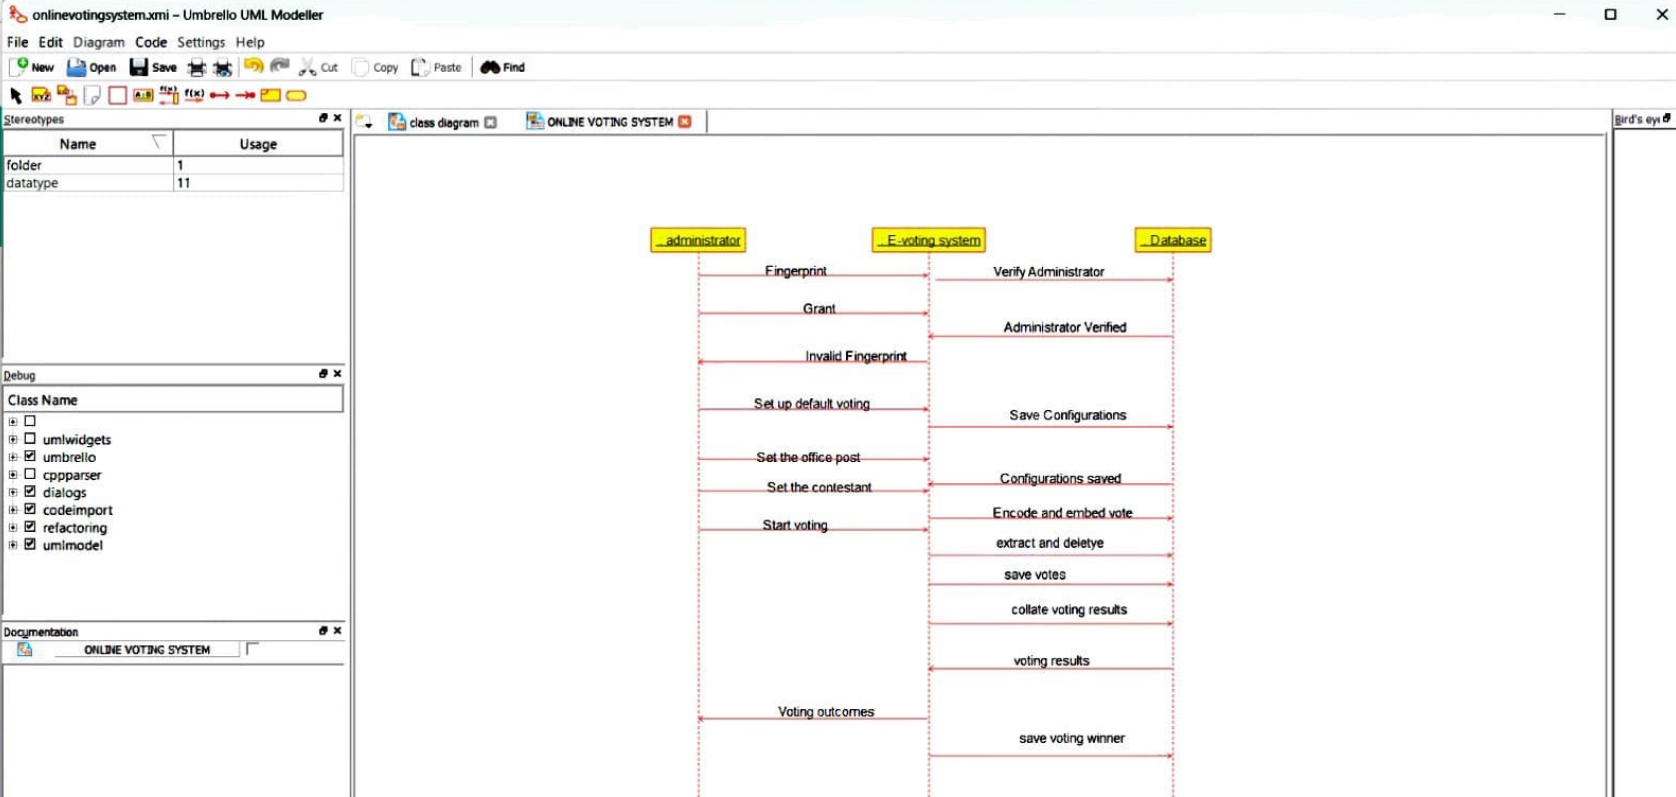 onlinevotingsystem.xmi – Umbrello UML Modeller
File Edit Diagram Code Settings Help
New Open Save Cut Copy Paste Find
Stereotypes
Name Usage
folder 1
datatype 11
Debug
Class Name
umlwidgets
umbrello
cppparser
dialogs
codeimport
refactoring
umlmodel
Documentation
ONLINE VOTING SYSTEM
class diagram
ONLINE VOTING SYSTEM
Bird's eye
administrator
E-voting system
Database
Fingerprint
Verify Administrator
Grant
Administrator Verified
Invalid Fingerprint
Set up default voting
Save Configurations
Set the office post
Configurations saved
Set the contestant
Encode and embed vote
Start voting
extract and deletye
save votes
collate voting results
voting results
Voting outcomes
save voting winner